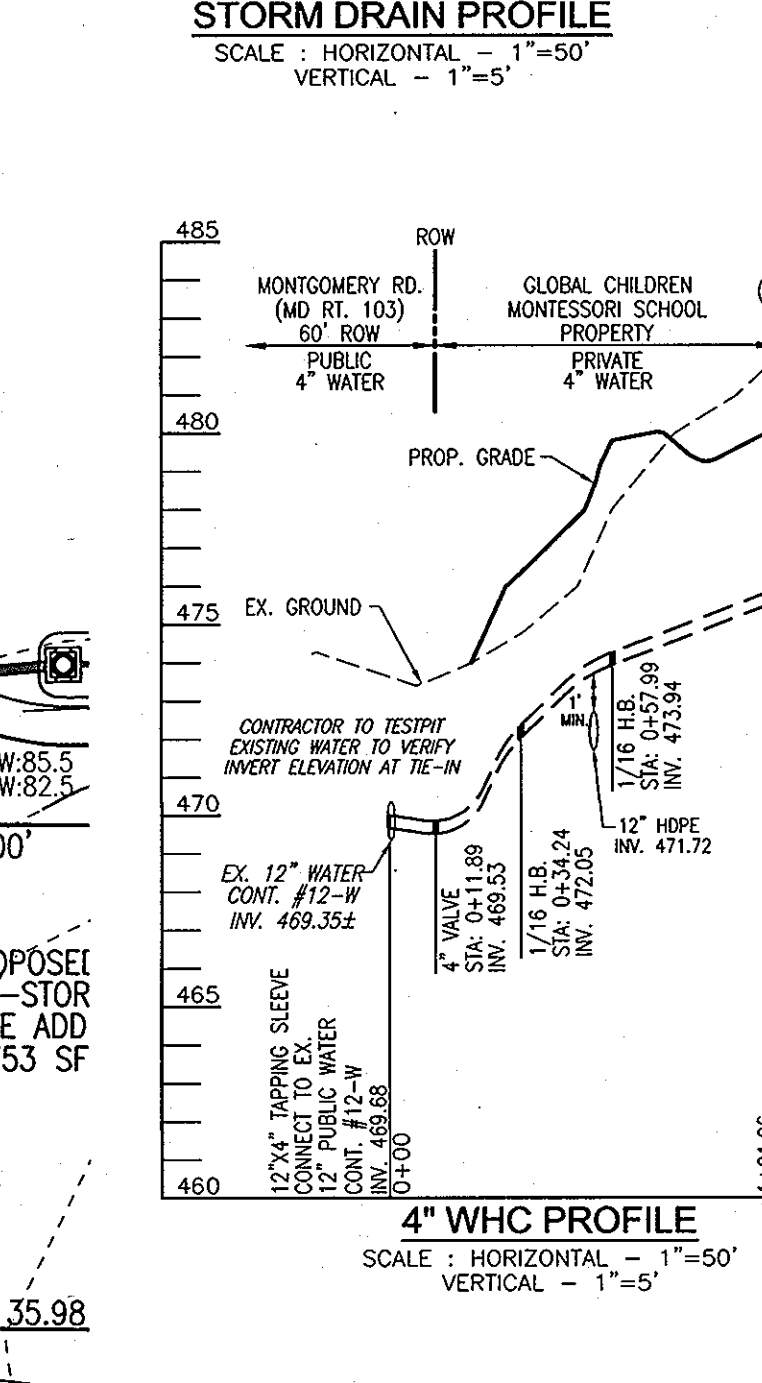 STORM DRAIN PROFILE
SCALE : HORIZONTAL - 1"=50'
VERTICAL - 1"=5'
485
ROW
MONTGOMERY RD.
(MD RT. 103)
60' ROW
PUBLIC
4" WATER
GLOBAL CHILDREN
MONTESSORI SCHOOL
PROPERTY
PRIVATE
4" WATER
480
PROP. GRADE
475
EX. GROUND
CONTRACTOR TO TESTPIT
EXISTING WATER TO VERIFY
INVERT ELEVATION AT TIE-IN
1'
MIN.
1/16 H.B.
STA: 0+57.99
INV. 473.94
W:85.5
W:82.5
470
12" HDPE
INV. 471.72
00'
EX. 12" WATER
CONT. #12-W
INV. 469.35±
4" VALVE
STA: 0+11.89
INV. 469.53
1/16 H.B.
STA: 0+34.24
INV. 472.05
OPOSED
-STOR
E ADD
53 SF
465
12"X4" TAPPING SLEEVE
CONNECT TO EX.
12" PUBLIC WATER
CONT. #12-W
INV. 469.68
0+00
460
4" WHC PROFILE
SCALE : HORIZONTAL - 1"=50'
VERTICAL - 1"=5'
35.98